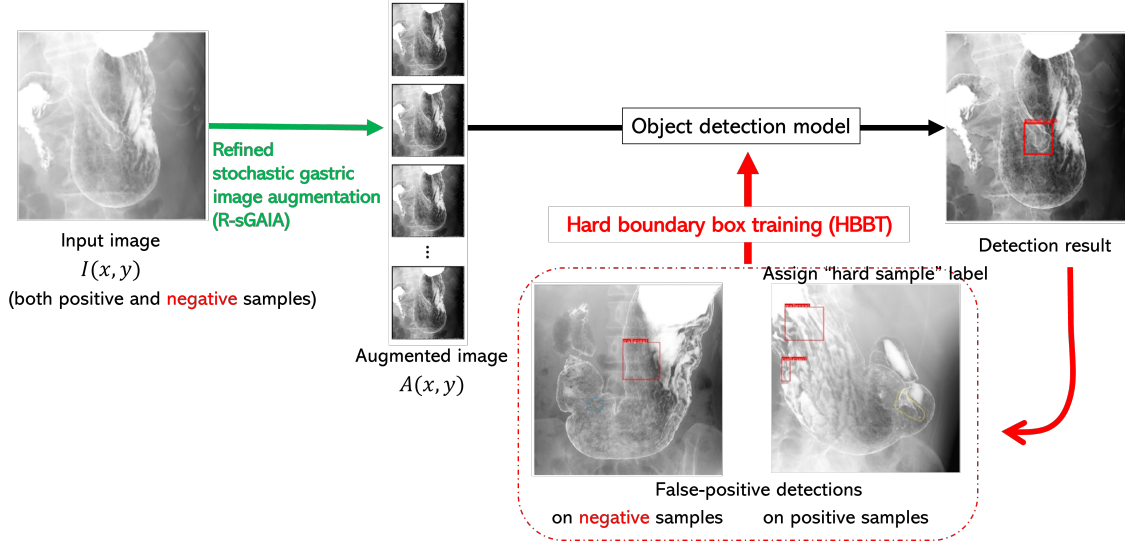 Refined
stochastic gastric
image augmentation
(R-sGAIA)
Input image
I(x, y)
(both positive and negative samples)
...
Augmented image
A(x, y)
Object detection model
Hard boundary box training (HBBT)
Detection result
Assign “hard sample” label
False-positive detections
on negative samples
on positive samples